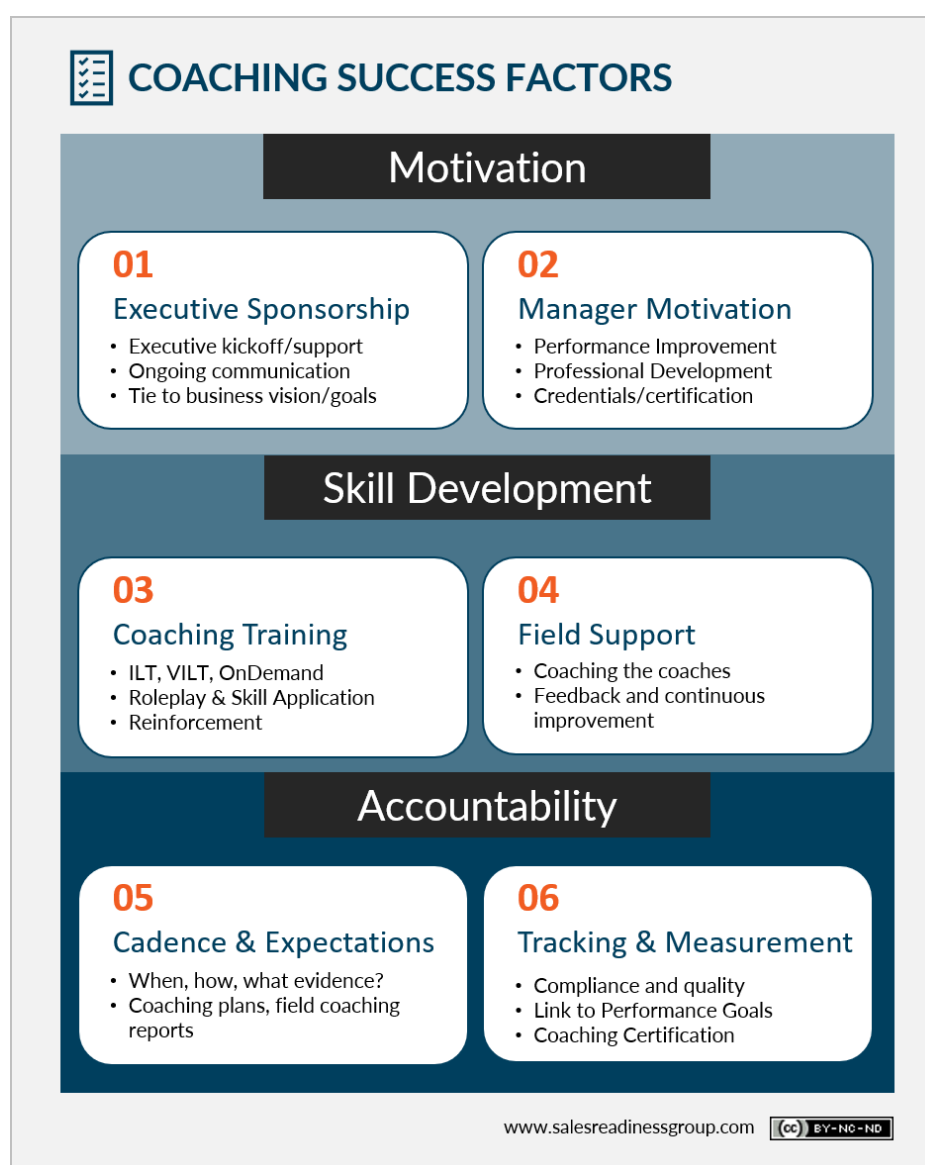 COACHING SUCCESS FACTORS
Motivation
01
Executive Sponsorship
• Executive kickoff/support
• Ongoing communication
• Tie to business vision/goals
02
Manager Motivation
• Performance Improvement
• Professional Development
• Credentials/certification
Skill Development
03
Coaching Training
• ILT, VILT, OnDemand
• Roleplay & Skill Application
• Reinforcement
04
Field Support
• Coaching the coaches
• Feedback and continuous
improvement
Accountability
05
Cadence & Expectations
• When, how, what evidence?
• Coaching plans, field coaching
reports
06
Tracking & Measurement
• Compliance and quality
• Link to Performance Goals
• Coaching Certification
www.salesreadinessgroup.com
cc BY-NC-ND